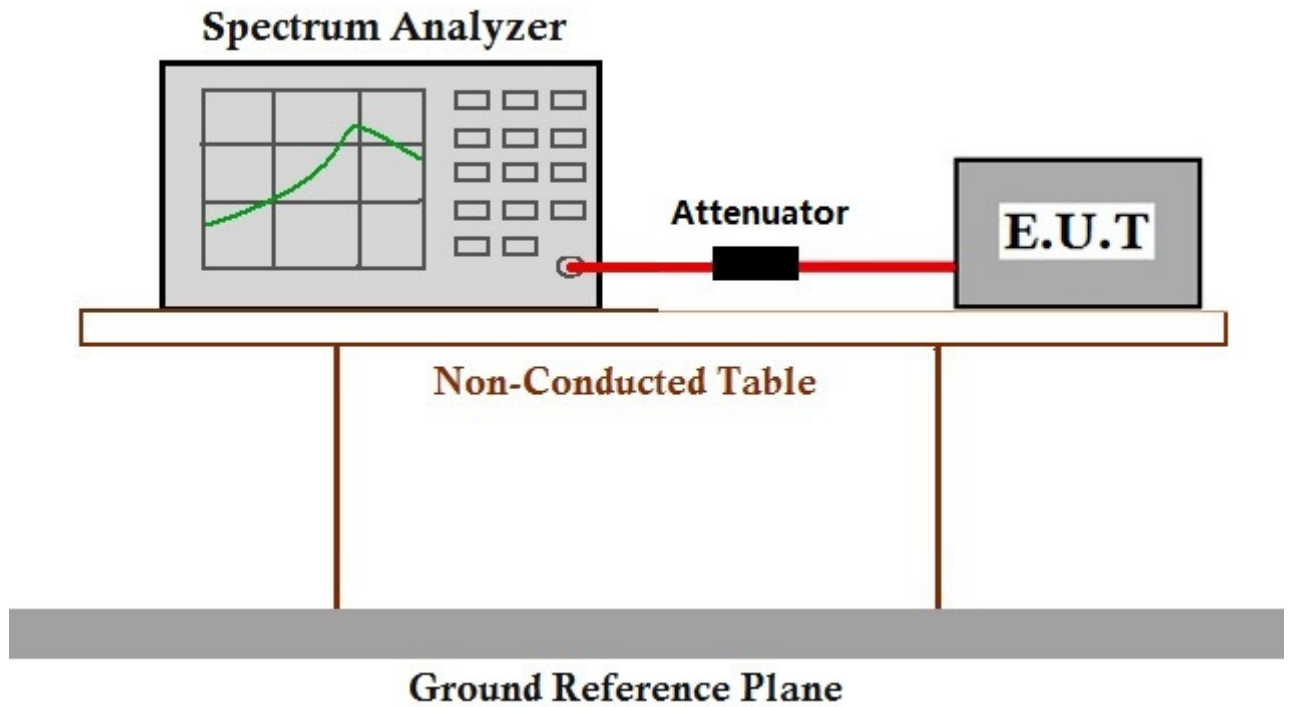 Spectrum Analyzer
Attenuator
E.U.T
Non-Conducted Table
Ground Reference Plane